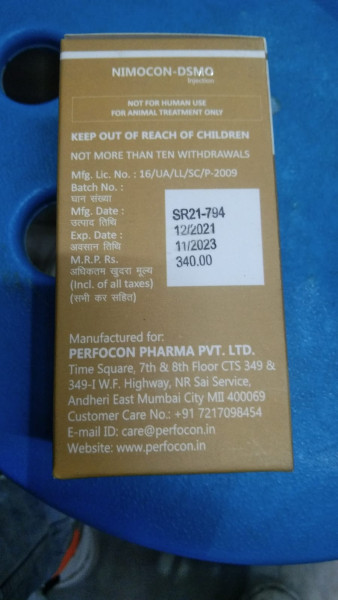 NIMOCON-DSMO
Injection
NOT FOR HUMAN USE
FOR ANIMAL TREATMENT ONLY
KEEP OUT OF REACH OF CHILDREN
NOT MORE THAN TEN WITHDRAWALS
Mfg. Lic. No. : 16/UA/LL/SC/P-2009
Batch No. :
घान संख्या
SR21-794
Mfg. Date :
12/2021
उत्पाद तिथि
Exp. Date :
11/2023
अवसान तिथि
M.R.P. Rs.
340.00
अधिकतम खुदरा मूल्य
(Incl. of all taxes)
(सभी कर सहित)
Manufactured for:
PERFOCON PHARMA PVT. LTD.
Time Square, 7th & 8th Floor CTS 349 &
349-I W.F. Highway, NR Sai Service,
Andheri East Mumbai City MII 400069
Customer Care No.: +91 7217098454
E-mail ID: care@perfocon.in
Website: www.perfocon.in